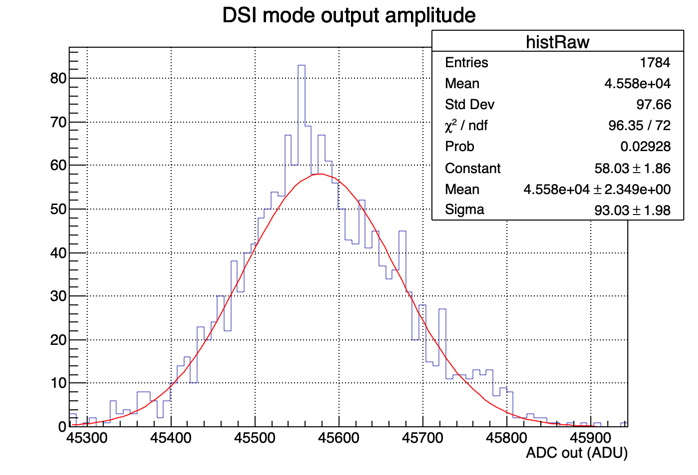 DSI mode output amplitude
histRaw
Entries 1784
Mean 4.558e+04
Std Dev 97.66
χ² / ndf 96.35 / 72
Prob 0.02928
Constant 58.03 ± 1.86
Mean 4.558e+04 ± 2.349e+00
Sigma 93.03 ± 1.98
80
70
60
50
40
30
20
10
0
45300 45400 45500 45600 45700 45800 45900
ADC out (ADU)